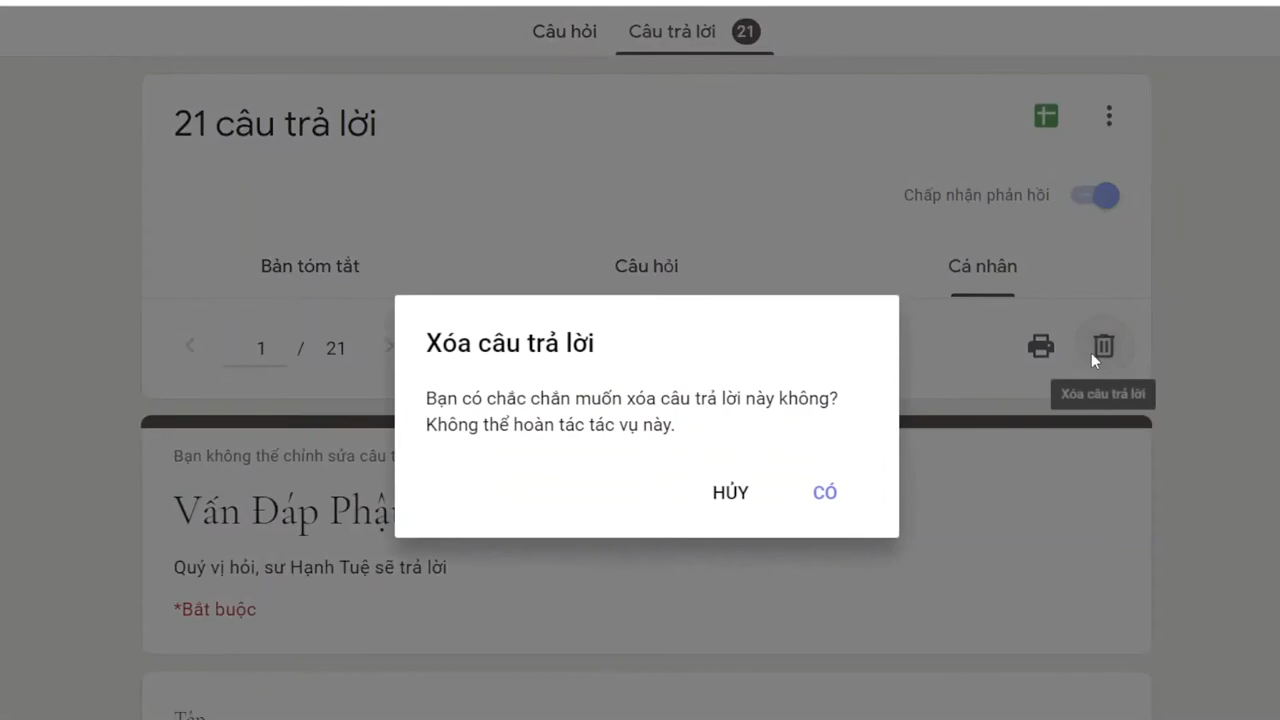 Câu hỏi
Câu trả lời 21
21 câu trả lời
Chấp nhận phản hồi
Bản tóm tắt
Câu hỏi
Cá nhân
1 / 21
Xóa câu trả lời
Xóa câu trả lời
Bạn có chắc chắn muốn xóa câu trả lời này không?
Không thể hoàn tác tác vụ này.
HỦY
CÓ
Bạn không thể chỉnh sửa câu
Vấn Đáp
Quý vị hỏi, sư Hạnh Tuệ sẽ trả lời
*Bắt buộc